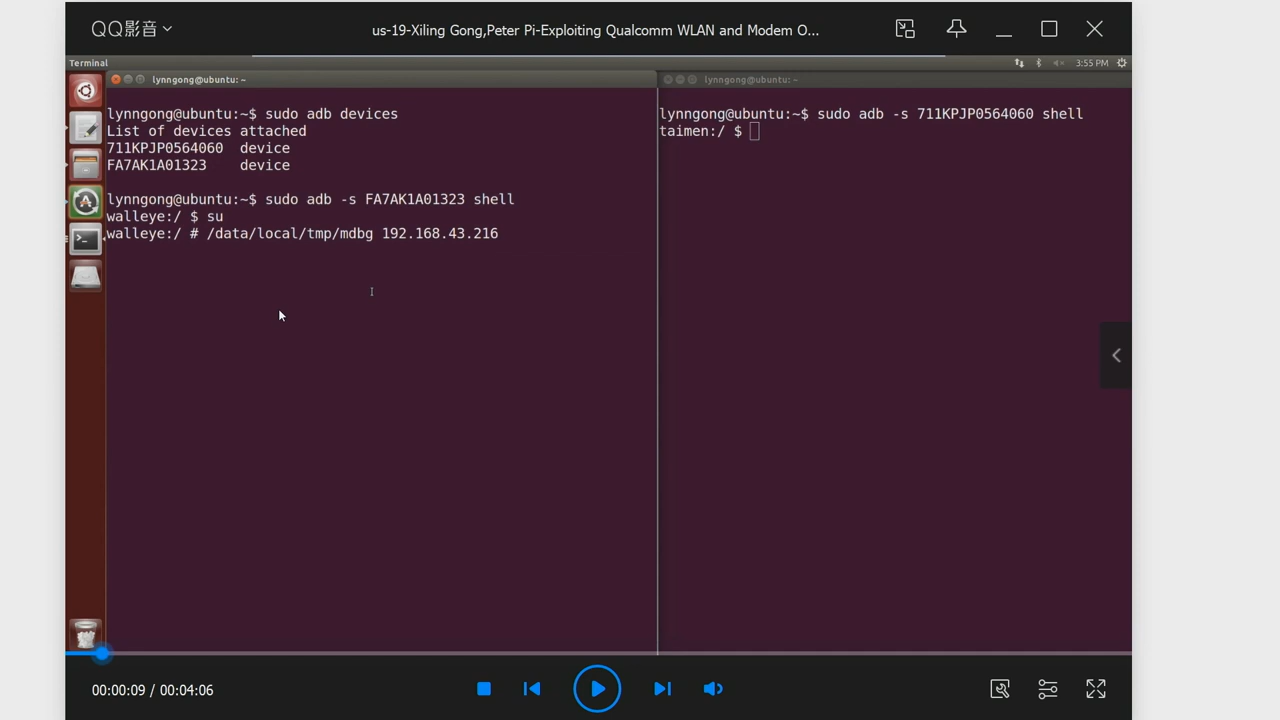 QQ影音
us-19-Xiling Gong,Peter Pi-Exploiting Qualcomm WLAN and Modem O...
Terminal
3:55 PM
lynngong@ubuntu: ~
lynngong@ubuntu:~$ sudo adb devices
List of devices attached
711KPJP0564060 device
FA7AK1A01323 device
lynngong@ubuntu:~$ sudo adb -s FA7AK1A01323 shell
walleye:/ $ su
walleye:/ # /data/local/tmp/mdbg 192.168.43.216
lynngong@ubuntu: ~
lynngong@ubuntu:~$ sudo adb -s 711KPJP0564060 shell
taimen:/ $
00:00:09 / 00:04:06